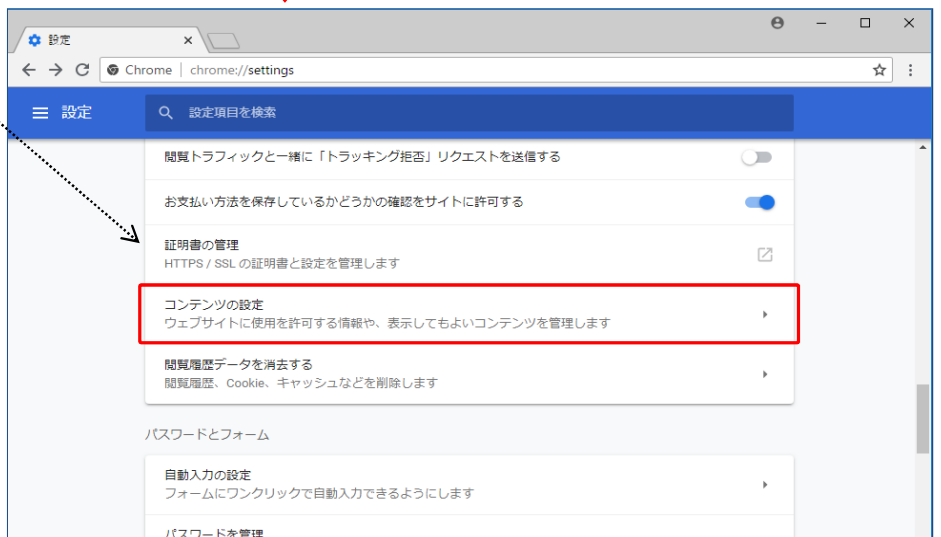 設定
Chrome | chrome://settings
設定
設定項目を検索
閲覧トラフィックと一緒に「トラッキング拒否」リクエストを送信する
お支払い方法を保存しているかどうかの確認をサイトに許可する
証明書の管理
HTTPS / SSL の証明書と設定を管理します
コンテンツの設定
ウェブサイトに使用を許可する情報や、表示してもよいコンテンツを管理します
閲覧履歴データを消去する
閲覧履歴、Cookie、キャッシュなどを削除します
パスワードとフォーム
自動入力の設定
フォームにワンクリックで自動入力できるようにします
パスワードを管理